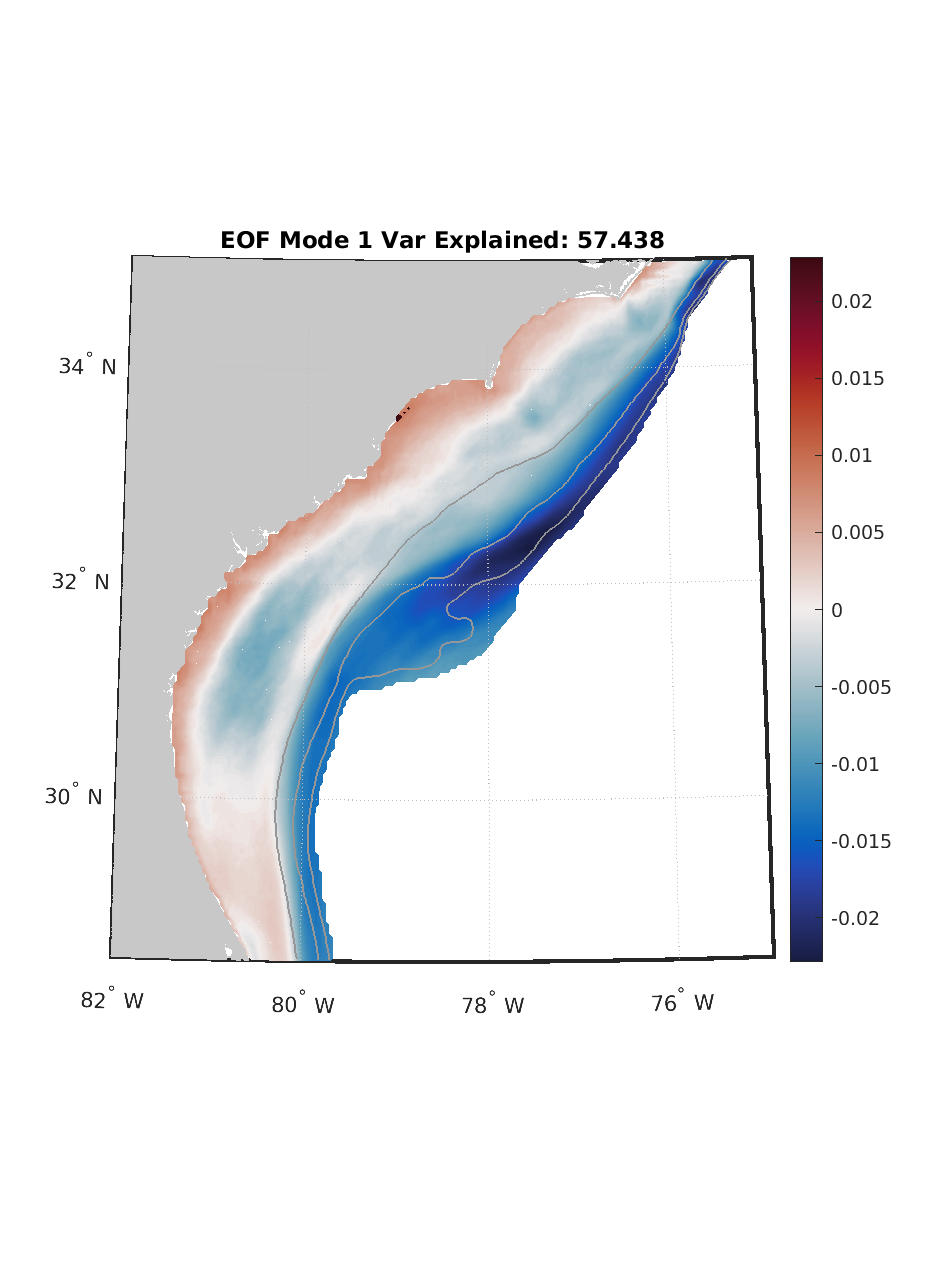 EOF Mode 1 Var Explained: 57.438
34° N
32° N
30° N
82° W
80° W
78° W
76° W
0.02
0.015
0.01
0.005
0
-0.005
-0.01
-0.015
-0.02